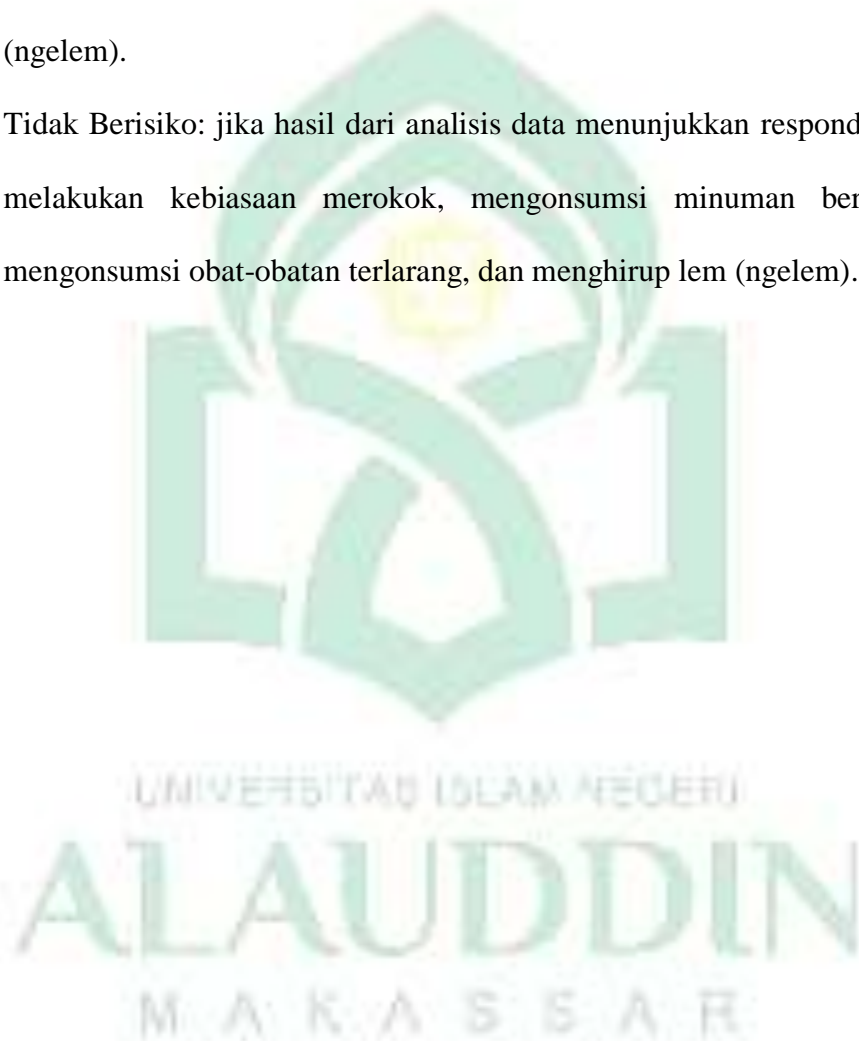 (ngelem).
Tidak Berisiko: jika hasil dari analisis data menunjukkan respond
melakukan kebiasaan merokok, mengonsumsi minuman ber
mengonsumsi obat-obatan terlarang, dan menghirup lem (ngelem).
UNIVERSITAS ISLAM NEGERI
ALAUDDIN
MAKASSAR